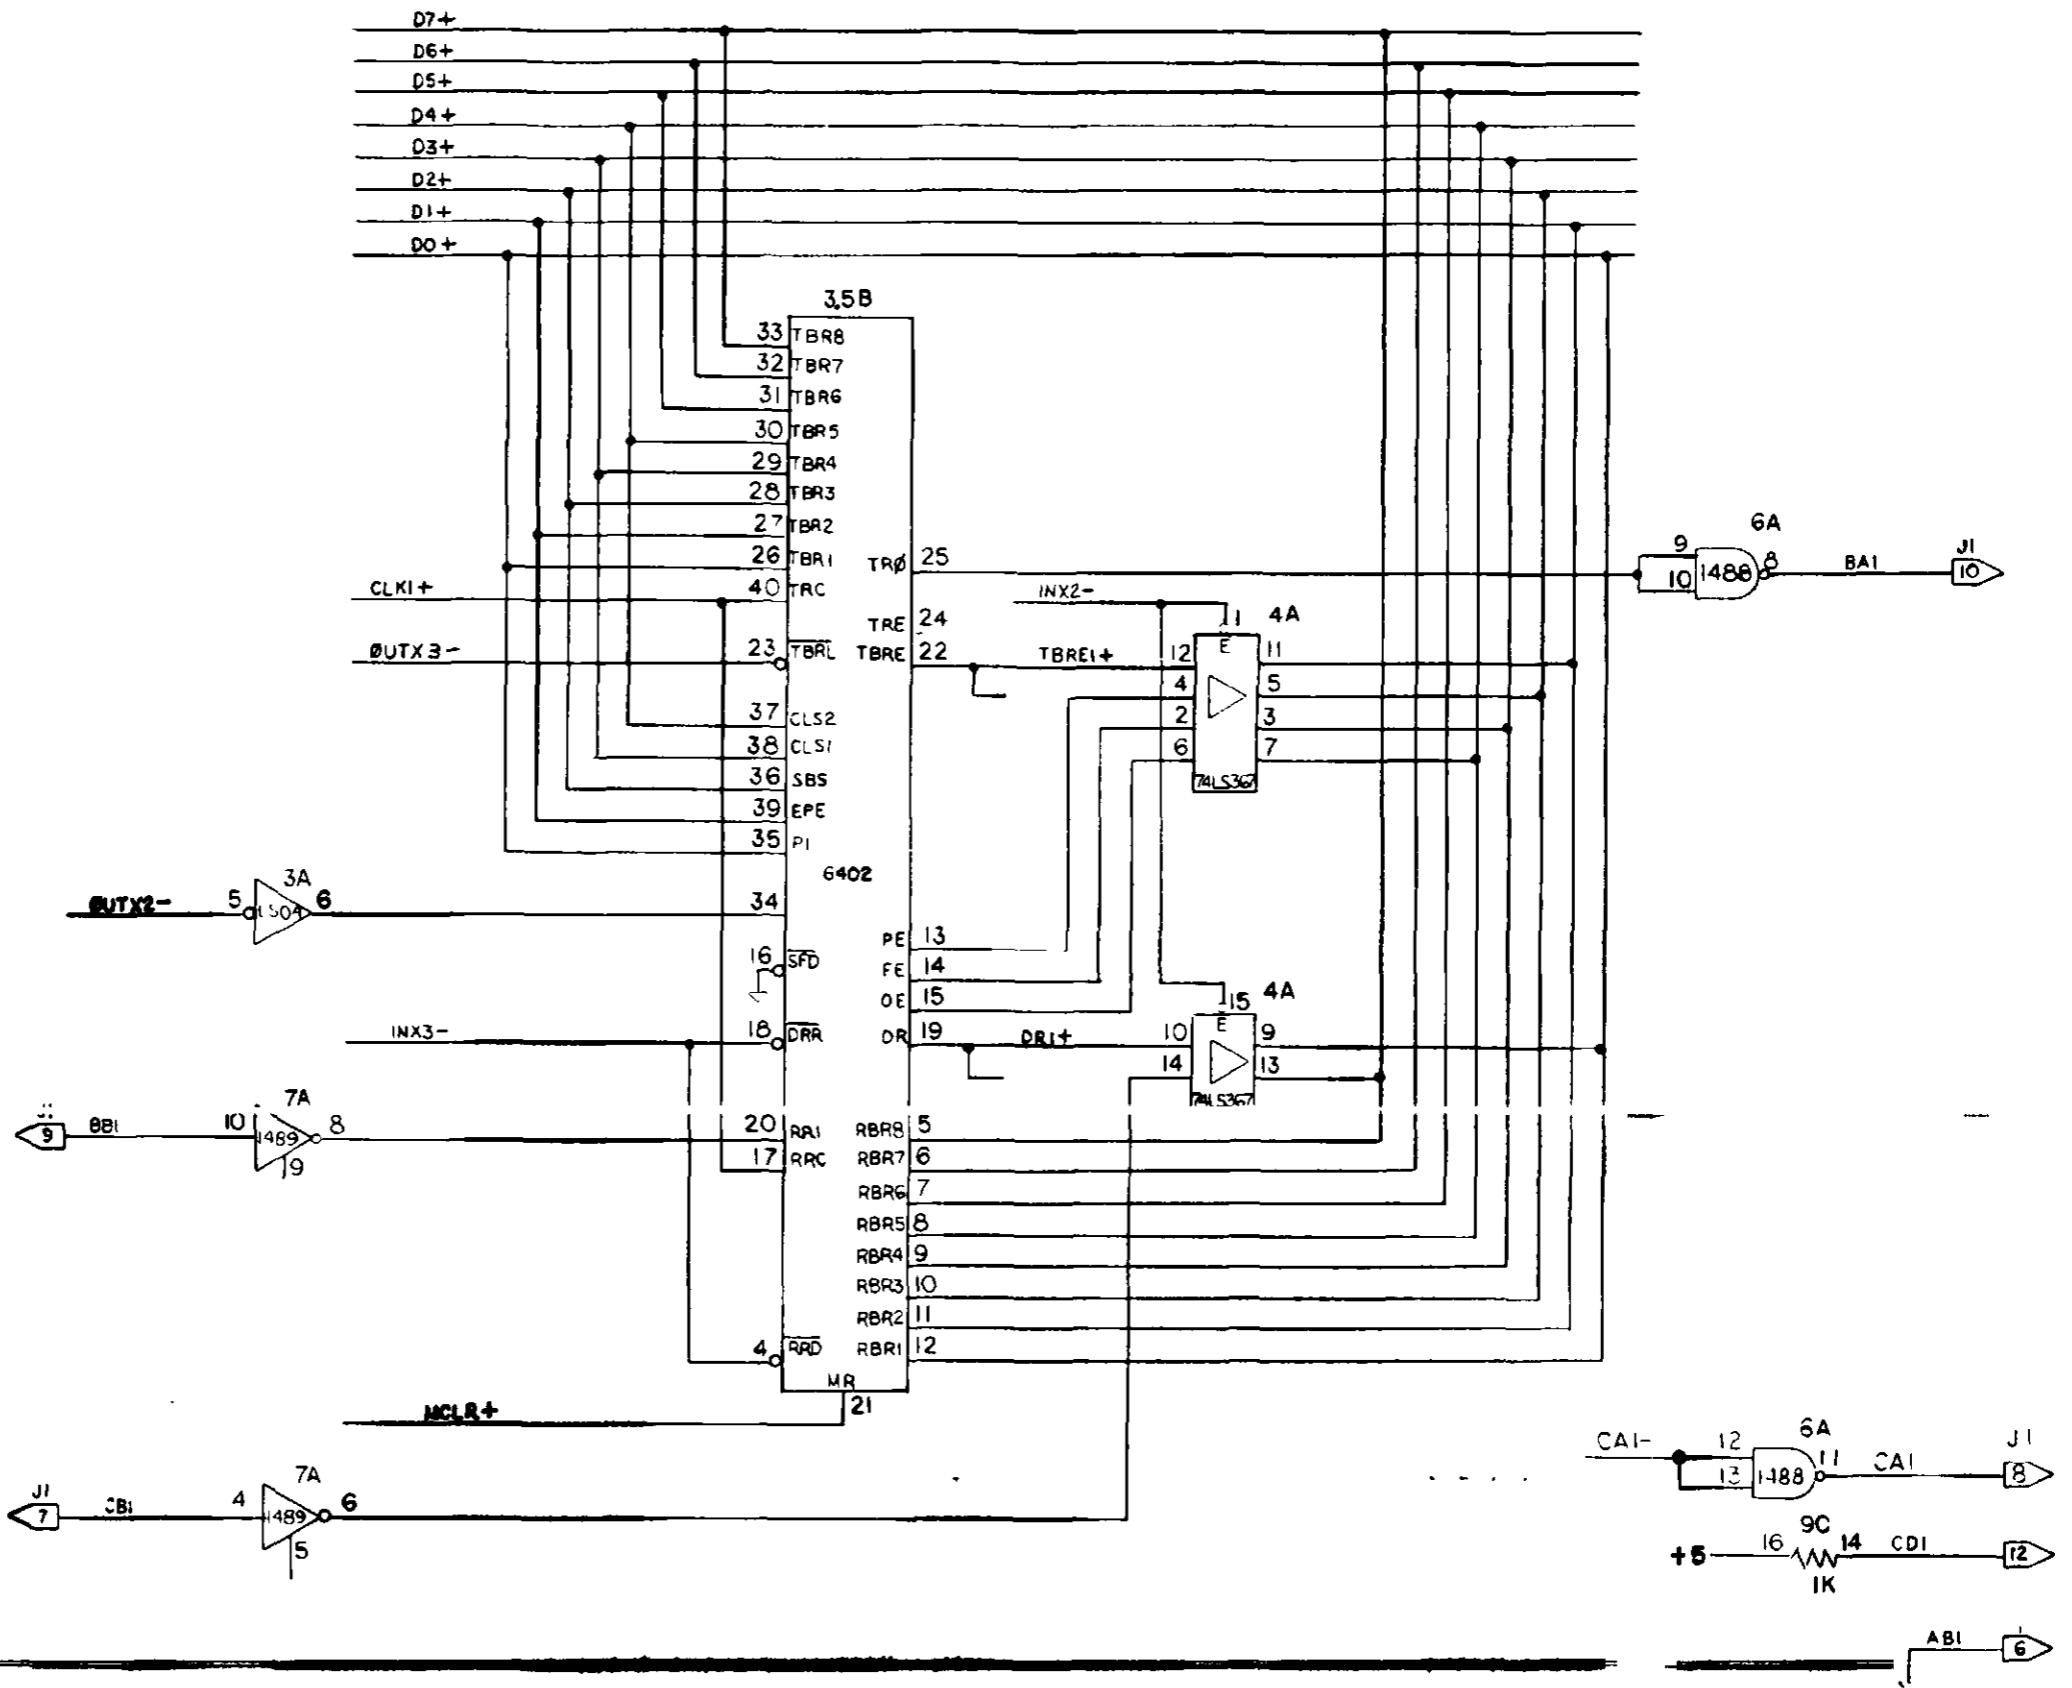 D7+
D6+
D5+
D4+
D3+
D2+
D1+
D0+
3,5B
33 TBR8
32 TBR7
31 TBR6
30 TBR5
29 TBR4
28 TBR3
27 TBR2
26 TBR1
CLK1+ 40 TRC
ØUTX3- 23 TBRL
37 CLS2
38 CLS1
36 SBS
39 EPE
35 PI
6402
ØUTX2- 5 3A LS04 6 34
16 SFD
INX3- 18 DRR
J1 9 BB1 10 7A 1489 8 9 20 RRI
17 RRC
4 RRD
MR 21
MCLR+
TRØ 25
TRE 24
TBRE 22
PE 13
FE 14
OE 15
DR 19
RBR8 5
RBR7 6
RBR6 7
RBR5 8
RBR4 9
RBR3 10
RBR2 11
RBR1 12
INX2- 1 4A
E
TBRE1+ 12 11
4 5
2 3
6 7
74LS367
15 4A
E
DR1+ 10 9
14 13
74LS367
6A
9 10 1488 8 BA1 J1 10
J1 7 CB1 4 7A 1489 6 5
CA1- 12 13 6A 1488 11 CA1 J1 8
+5 16 9C 14 CD1 12
1K
AB1 6